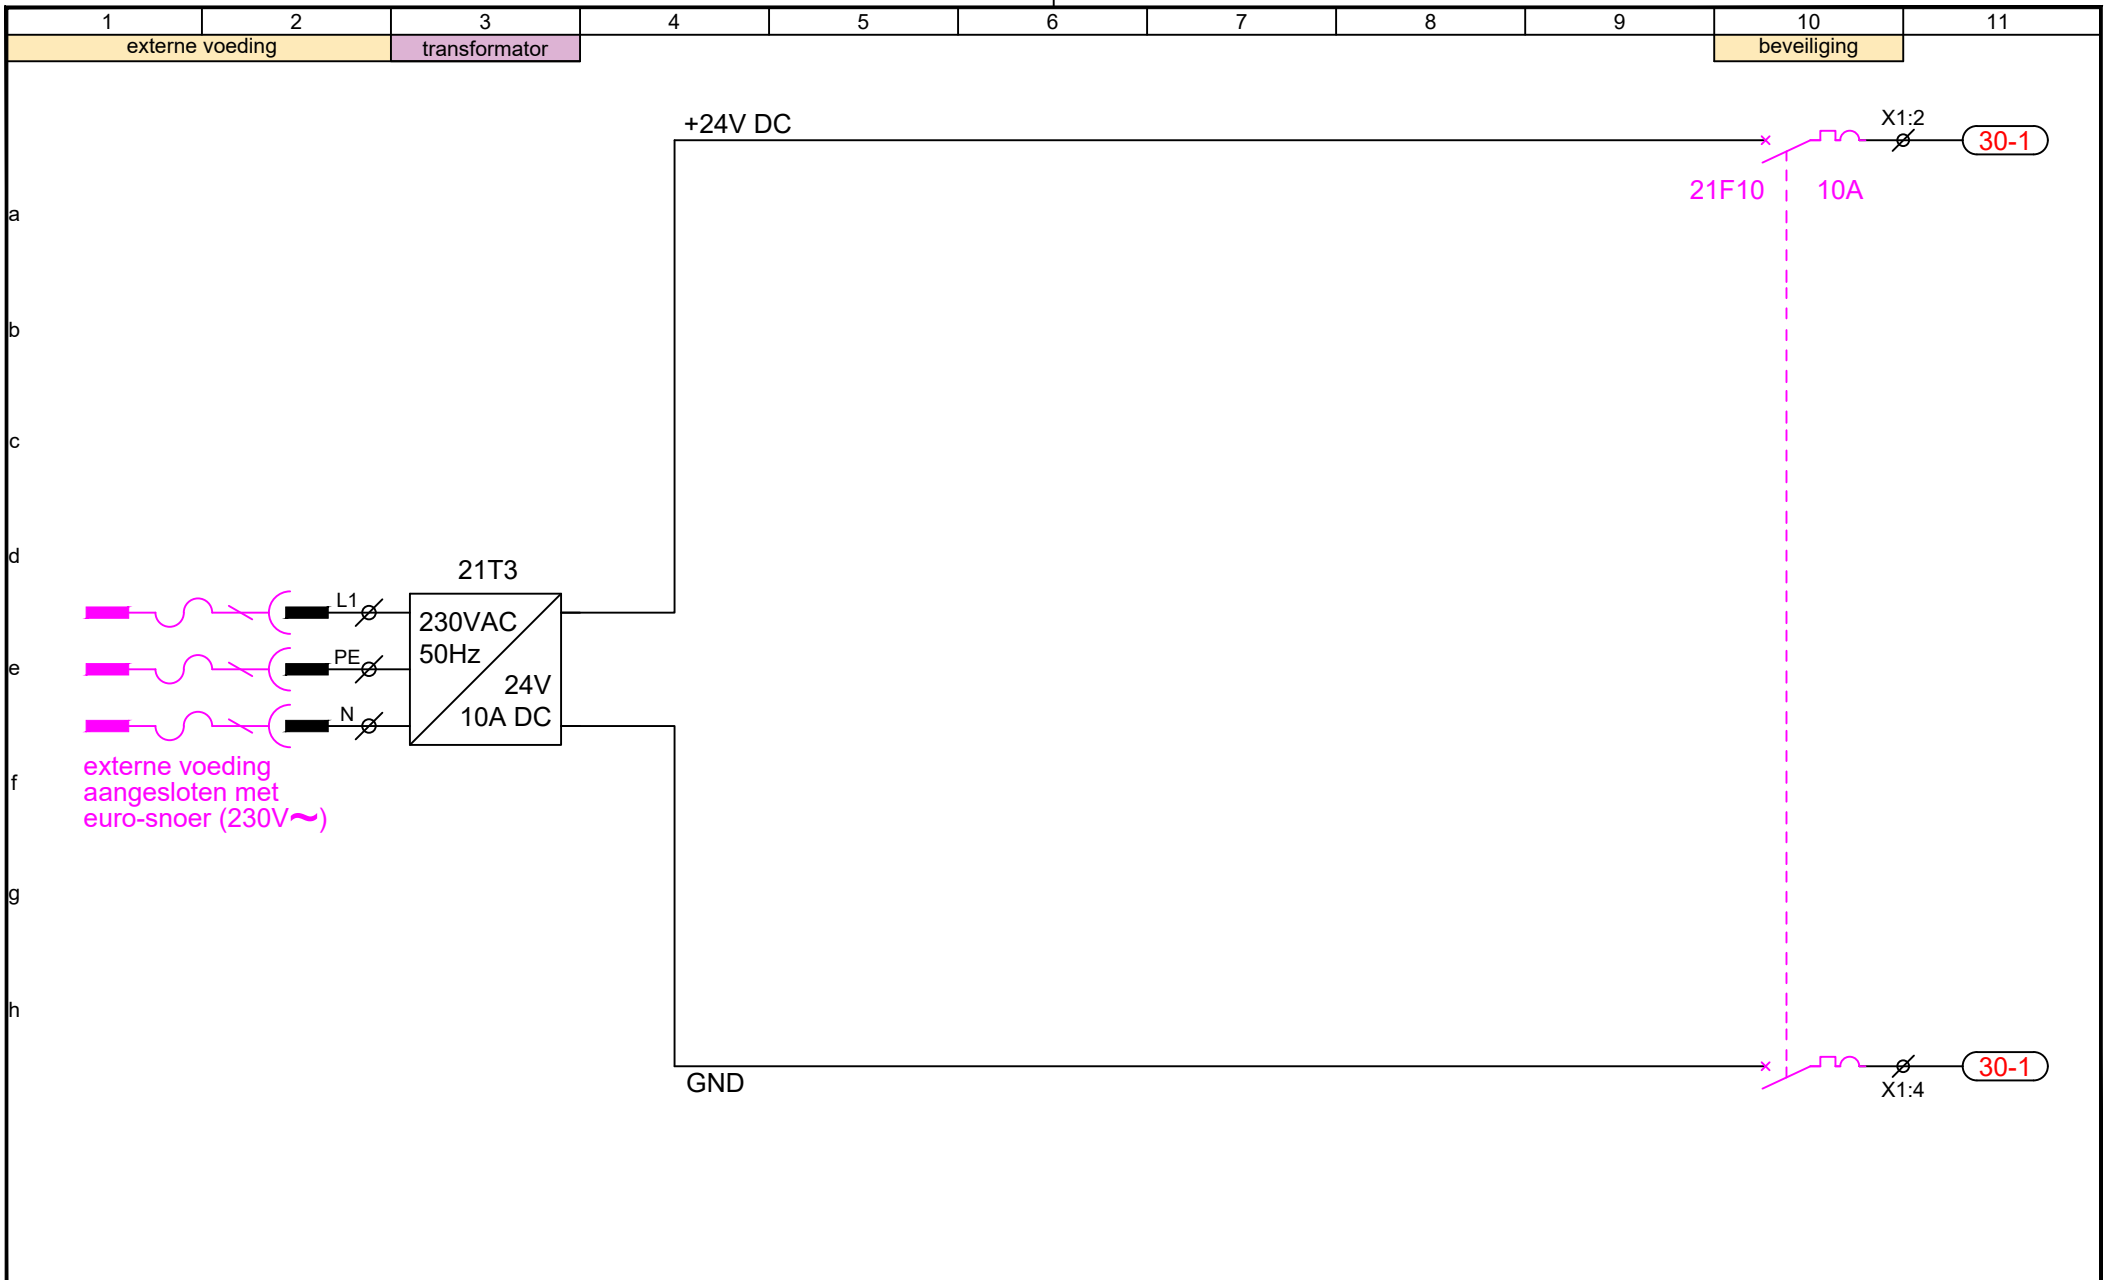 1 2 3 4 5 6 7 8 9 10 11
externe voeding transformator beveiliging
+24V DC
X1:2
30-1
21F10 10A
a
b
c
d
e
f
g
h
21T3
L1
PE
N
230VAC
50Hz
24V
10A DC
externe voeding
aangesloten met
euro-snoer (230V~)
GND
30-1
X1:4